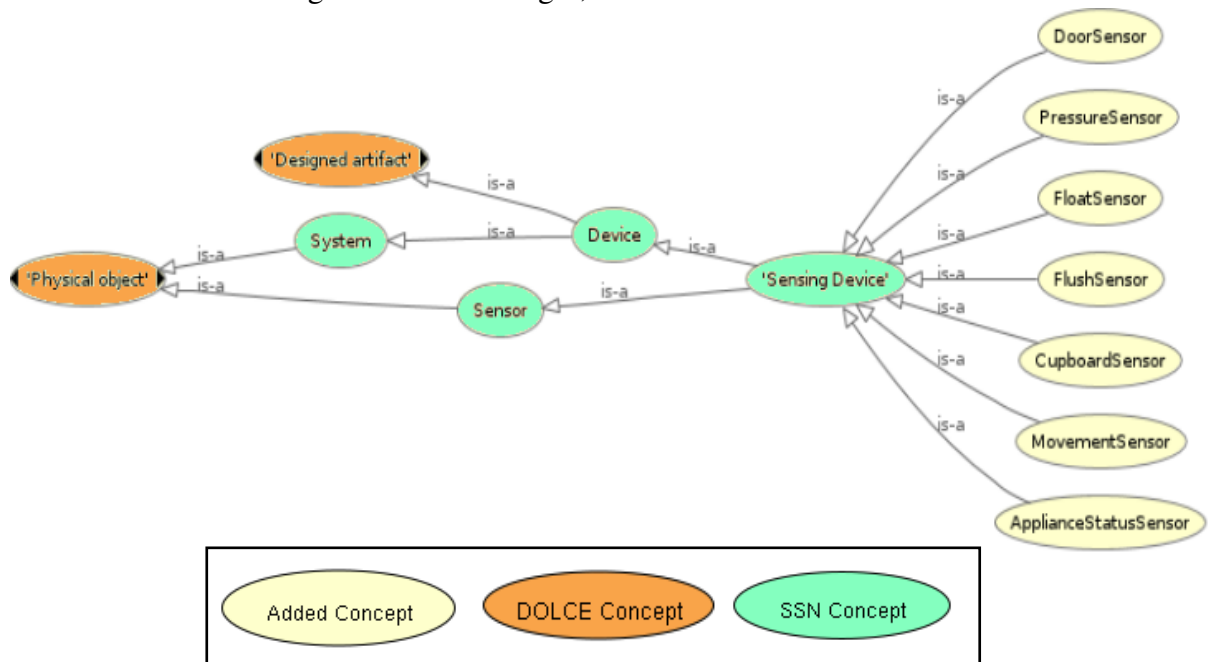 DoorSensor
is-a
PressureSensor
'Designed artifact'
is-a
is-a
FloatSensor
System
is-a
Device
is-a
is-a
is-a
'Physical object'
is-a
'Sensing Device'
is-a
FlushSensor
is-a
Sensor
is-a
CupboardSensor
is-a
MovementSensor
is-a
ApplianceStatusSensor
Added Concept
DOLCE Concept
SSN Concept